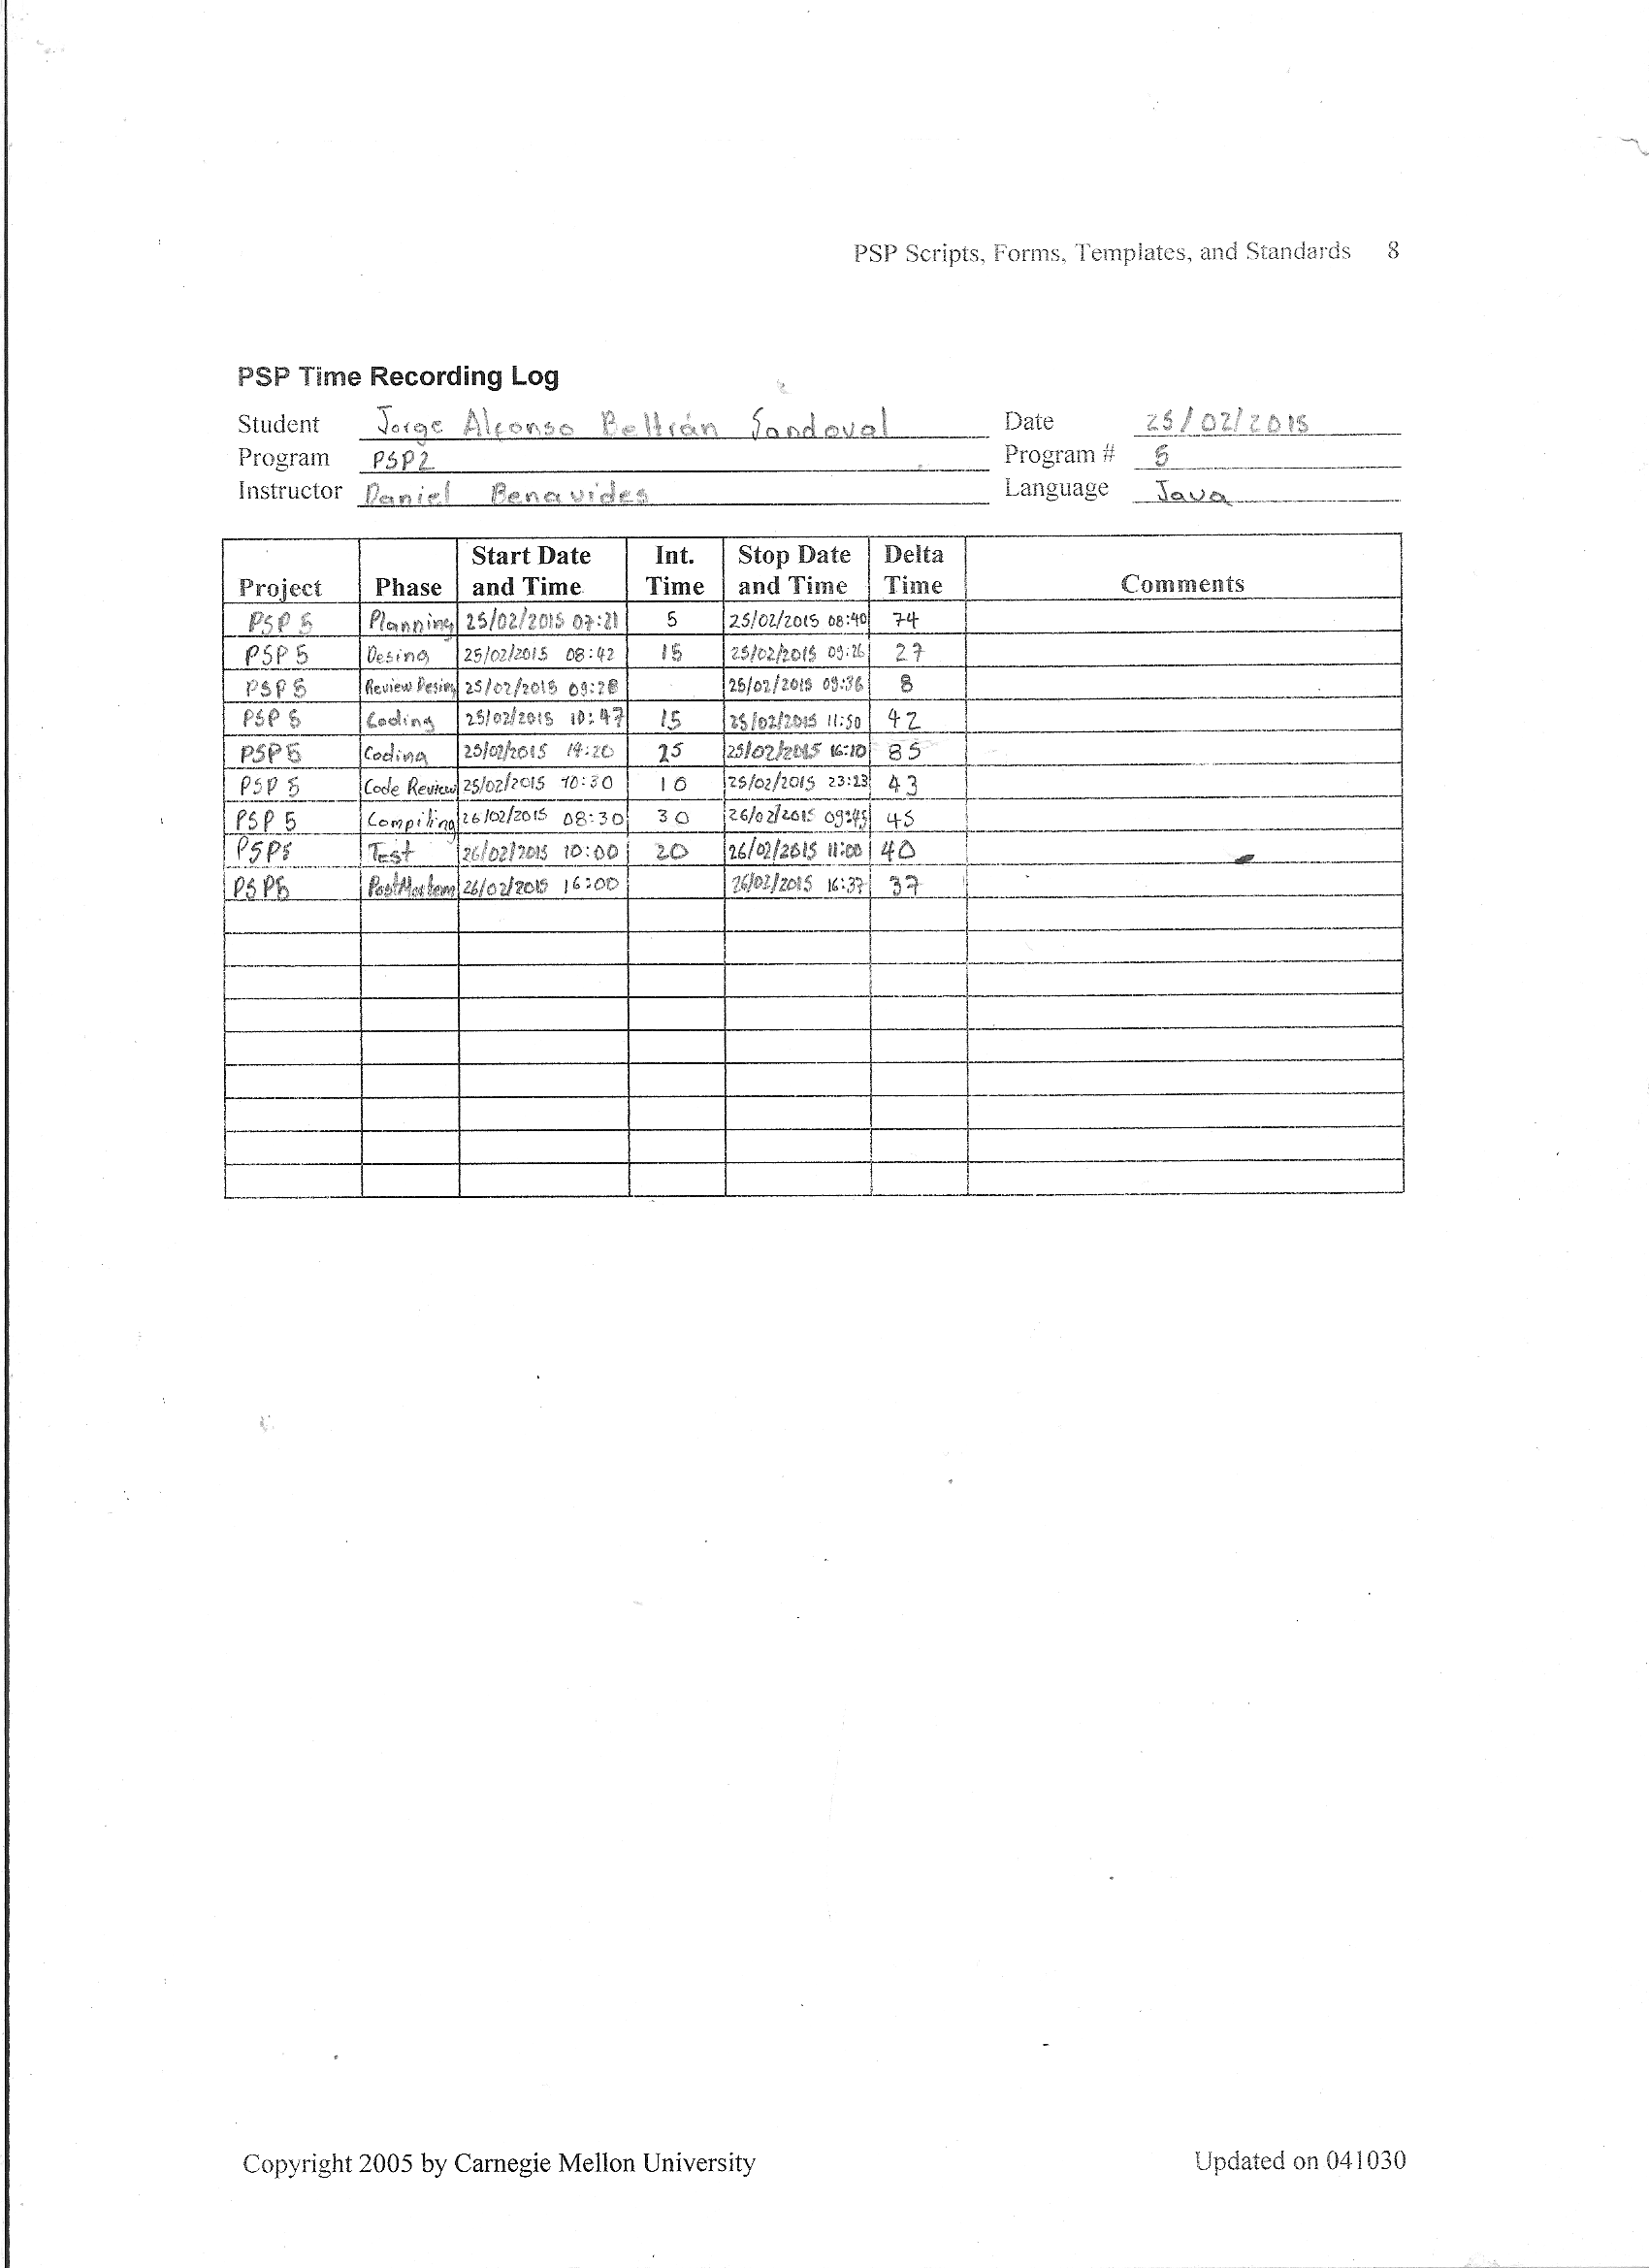 PSP Scripts, Forms, Templates, and Standards 8
PSP Time Recording Log
Student Jorge Alfonso Beltrán Sandoval Date 25/02/2015
Program PSP2 Program # 5
Instructor Daniel Benavides Language Java
Project Phase Start Date and Time Int. Time Stop Date and Time Delta Time Comments
PSP 5 Planning 25/02/2015 07:21 5 25/02/2015 08:40 74
PSP 5 Desing 25/02/2015 08:42 15 25/02/2015 09:26 27
PSP 5 Review Desing 25/02/2015 09:28 25/02/2015 09:36 8
PSP 5 Coding 25/02/2015 10:47 15 25/02/2015 11:50 42
PSP 5 Coding 25/02/2015 14:20 25 25/02/2015 16:10 85
PSP 5 Code Review 25/02/2015 10:30 10 25/02/2015 23:23 43
PSP 5 Compiling 26/02/2015 08:30 30 26/02/2015 09:45 45
PSP5 Test 26/02/2015 10:00 20 26/02/2015 11:00 40
PSP5 PostMortem 26/02/2015 16:00 26/02/2015 16:37 37
Copyright 2005 by Carnegie Mellon University Updated on 041030